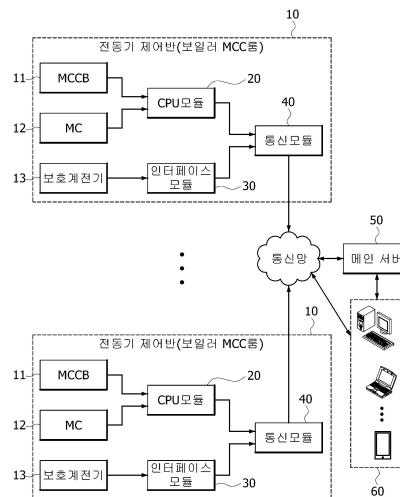 10
전동기 제어반(보일러 MCC룸)
11
MCCB
20
CPU모듈
40
12
MC
통신모듈
13
보호계전기
인터페이스
모듈
30
50
통신망
메인 서버
10
전동기 제어반(보일러 MCC룸)
11
MCCB
20
CPU모듈
40
12
MC
통신모듈
13
보호계전기
인터페이스
모듈
30
60